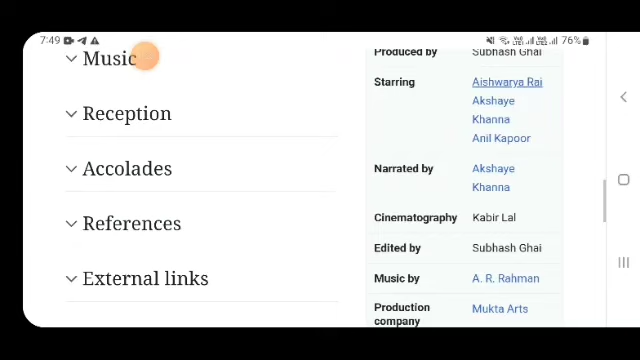 7:49
76%
Music
Reception
Accolades
References
External links
Produced by Subhash Ghai
Starring Aishwarya Rai
Akshaye
Khanna
Anil Kapoor
Narrated by Akshaye
Khanna
Cinematography Kabir Lal
Edited by Subhash Ghai
Music by A. R. Rahman
Production Mukta Arts
company